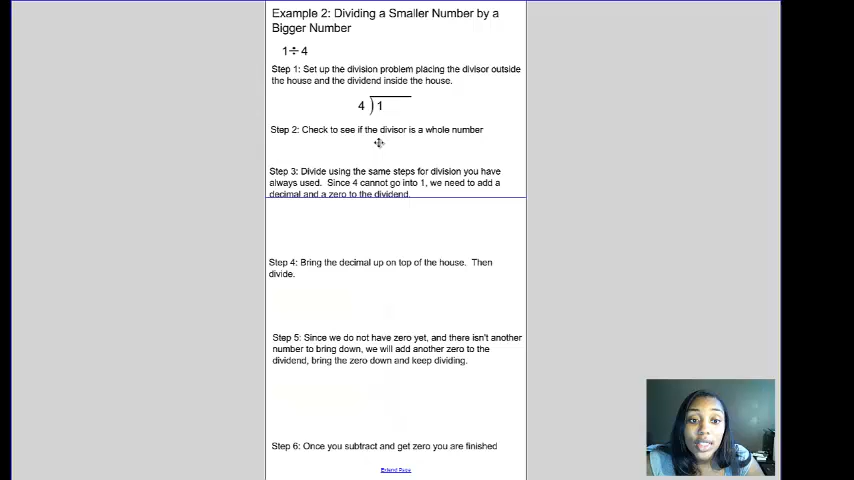 Example 2: Dividing a Smaller Number by a
Bigger Number
1÷4
Step 1: Set up the division problem placing the divisor outside
the house and the dividend inside the house.
4 ) 1
Step 2: Check to see if the divisor is a whole number
Step 3: Divide using the same steps for division you have
always used. Since 4 cannot go into 1, we need to add a
decimal and a zero to the dividend.
Step 4: Bring the decimal up on top of the house. Then
divide.
Step 5: Since we do not have zero yet, and there isn't another
number to bring down, we will add another zero to the
dividend, bring the zero down and keep dividing.
Step 6: Once you subtract and get zero you are finished
Extend Page